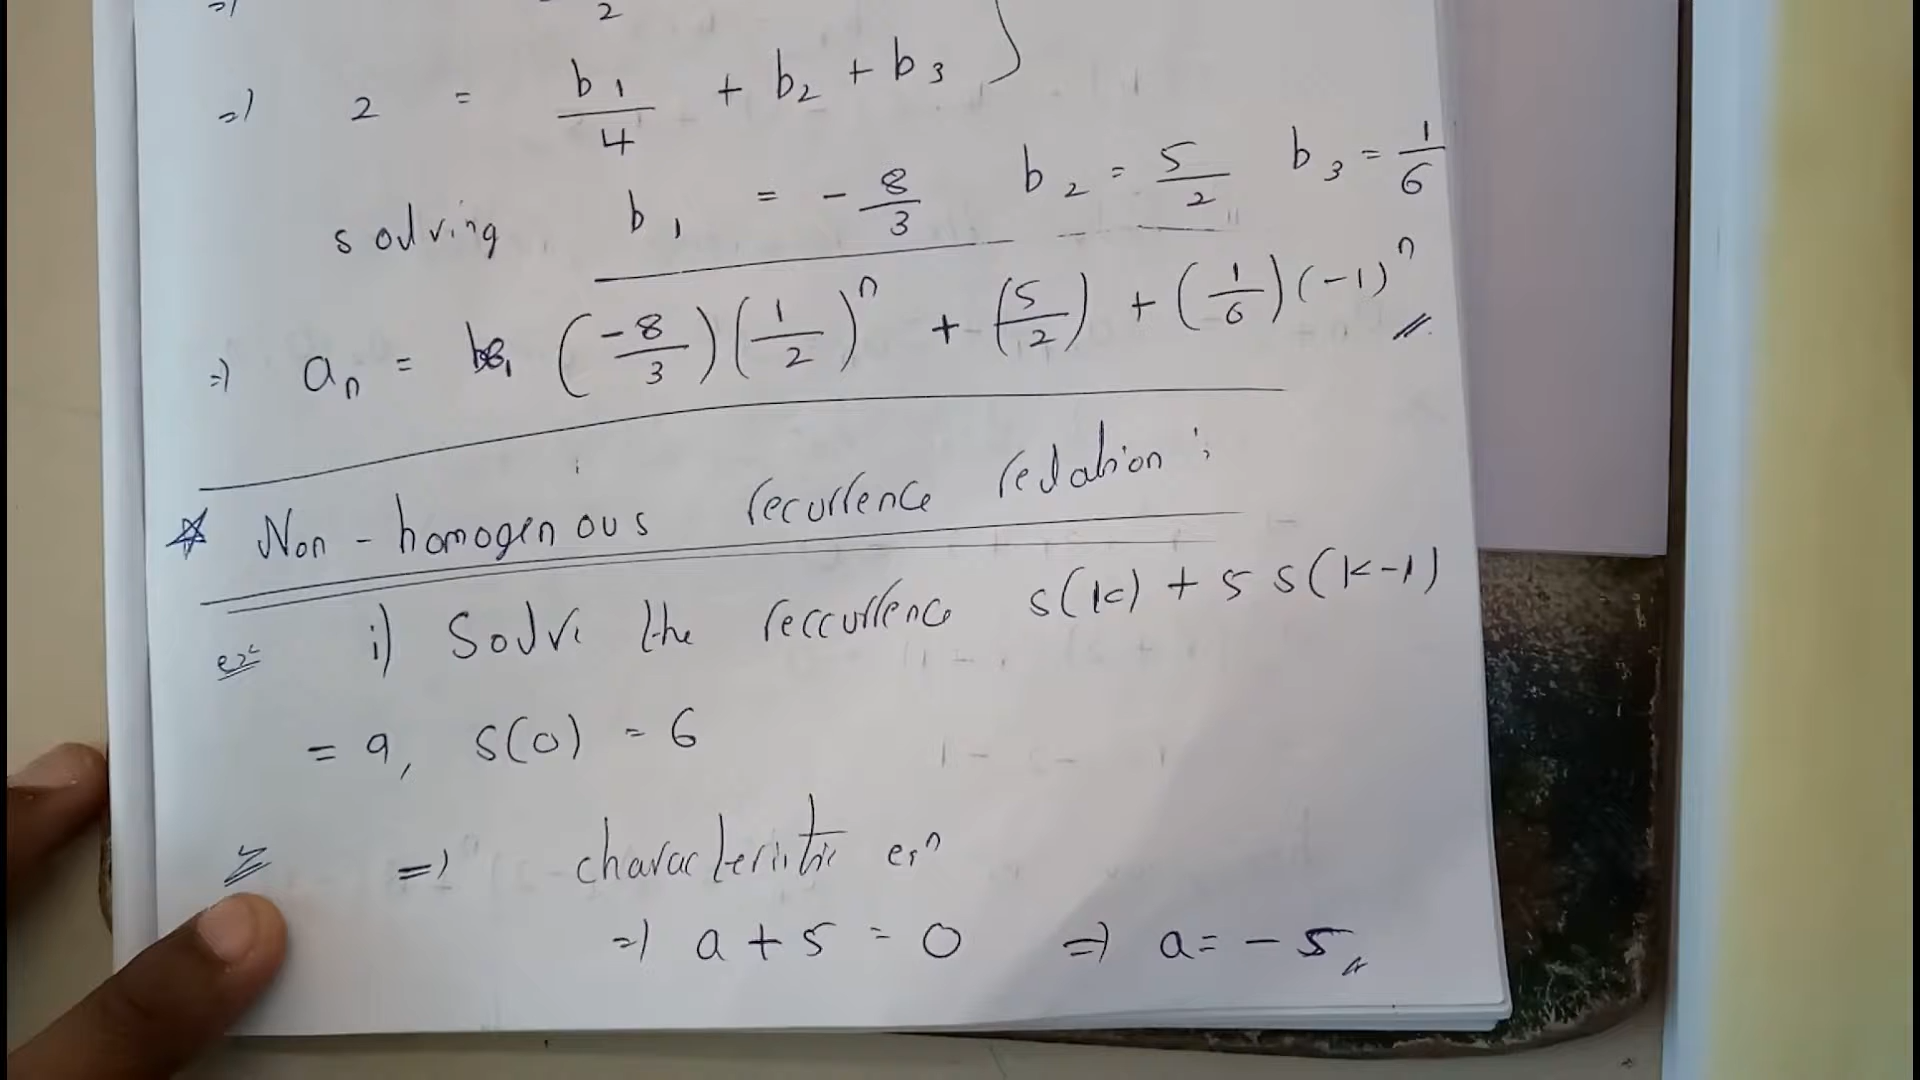 =) 2
=) 2 = b₁/4 + b₂ + b₃ }
solving b₁ = -8/3 b₂ = 5/2 b₃ = 1/6
=) aₙ = (-8/3)(1/2)ⁿ + (5/2) + (1/6)(-1)ⁿ //
☆ Non-homogenous recurrence relation :
i) Solve the reccurrence s(k) + 5 s(k-1)
= 9, s(0) = 6
=) characteristic eqⁿ
=) a + 5 = 0 =) a = -5 //